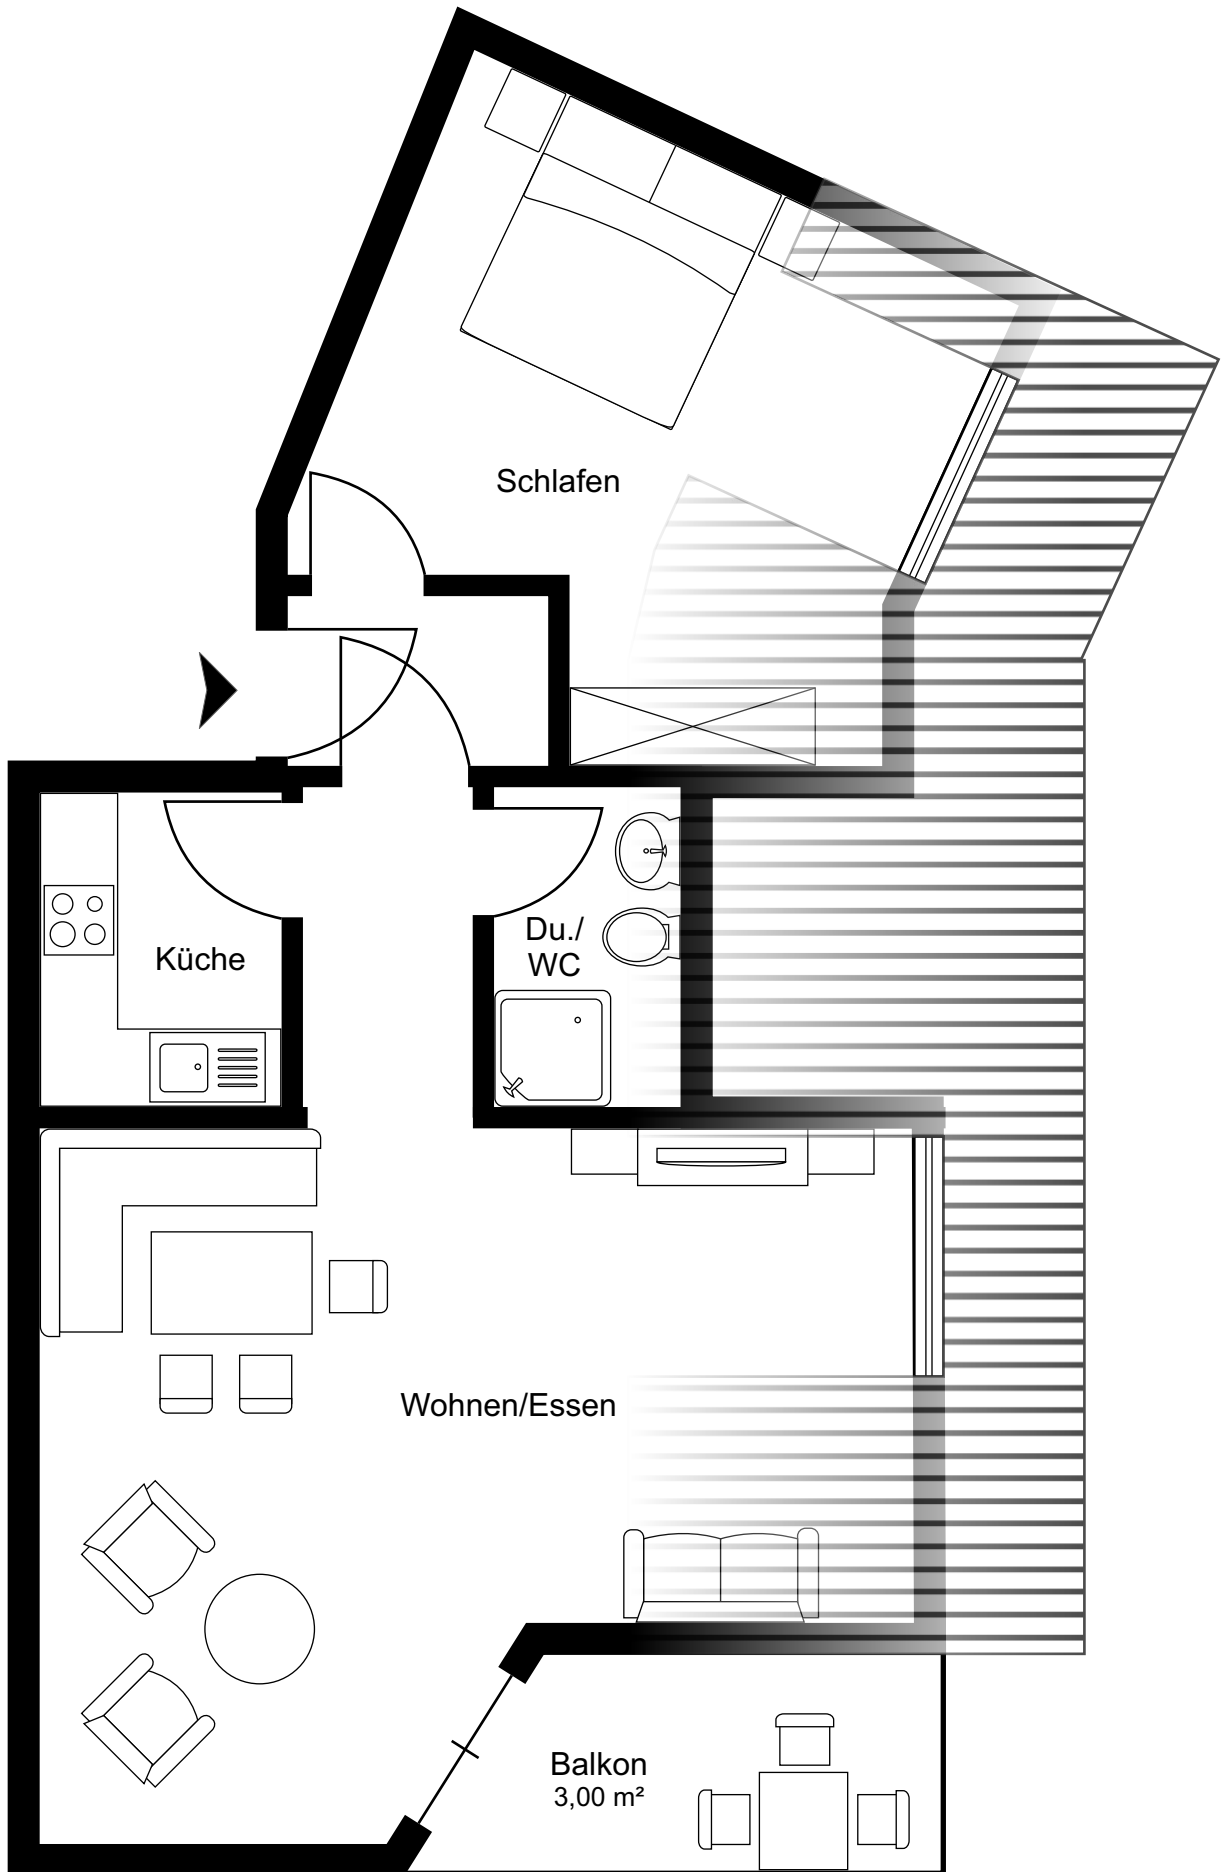 Schlafen
Küche
Du./
WC
Wohnen/Essen
Balkon
3,00 m²